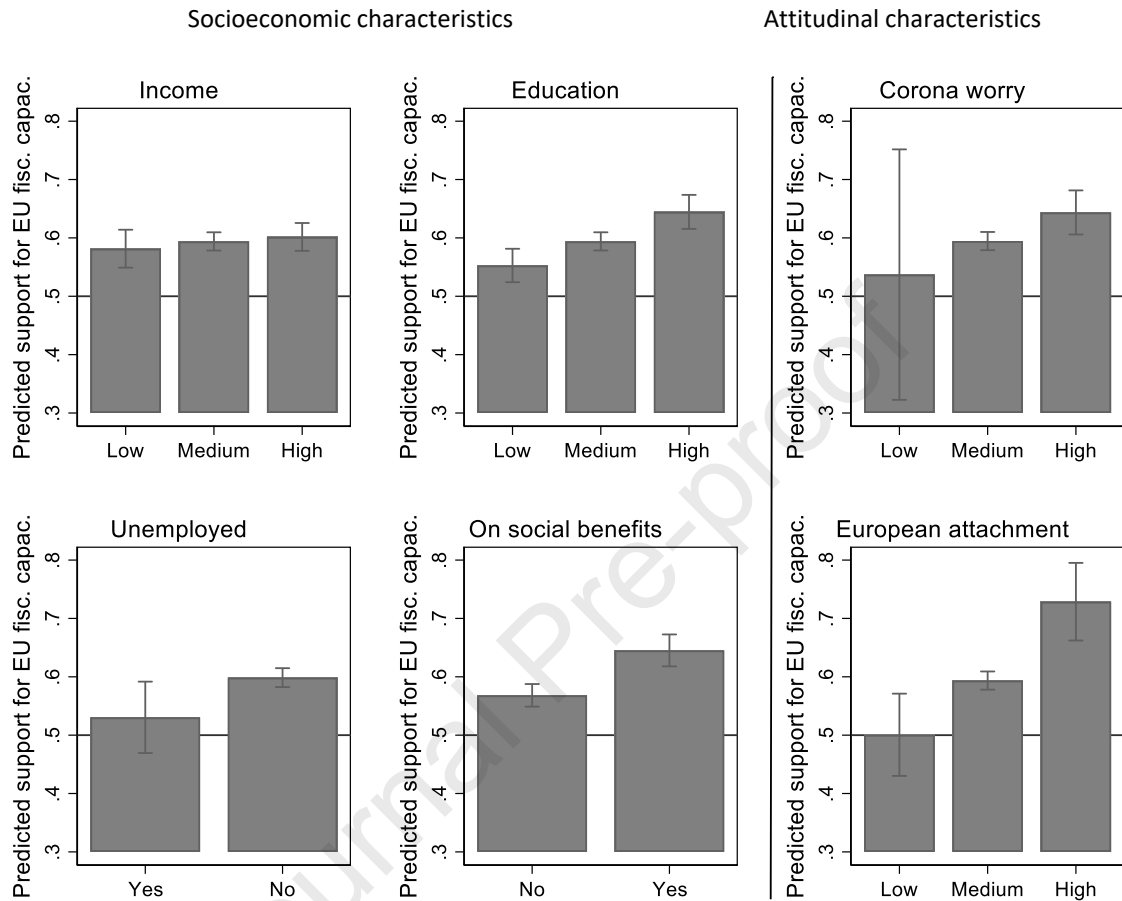 Socioeconomic characteristics
Attitudinal characteristics
Income
Predicted support for EU fisc. capac.
.8
.7
.6
.5
.4
.3
Low Medium High
Education
Predicted support for EU fisc. capac.
.8
.7
.6
.5
.4
.3
Low Medium High
Corona worry
Predicted support for EU fisc. capac.
.8
.7
.6
.5
.4
.3
Low Medium High
Unemployed
Predicted support for EU fisc. capac.
.8
.7
.6
.5
.4
.3
Yes No
On social benefits
Predicted support for EU fisc. capac.
.8
.7
.6
.5
.4
.3
No Yes
European attachment
Predicted support for EU fisc. capac.
.8
.7
.6
.5
.4
.3
Low Medium High
urnal Pre-proof